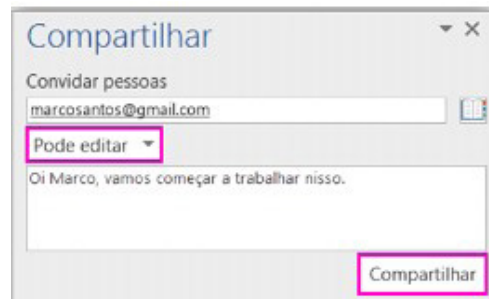 Compartilhar
Convidar pessoas
marcosantos@gmail.com
Pode editar
Oi Marco, vamos começar a trabalhar nisso.
Compartilhar